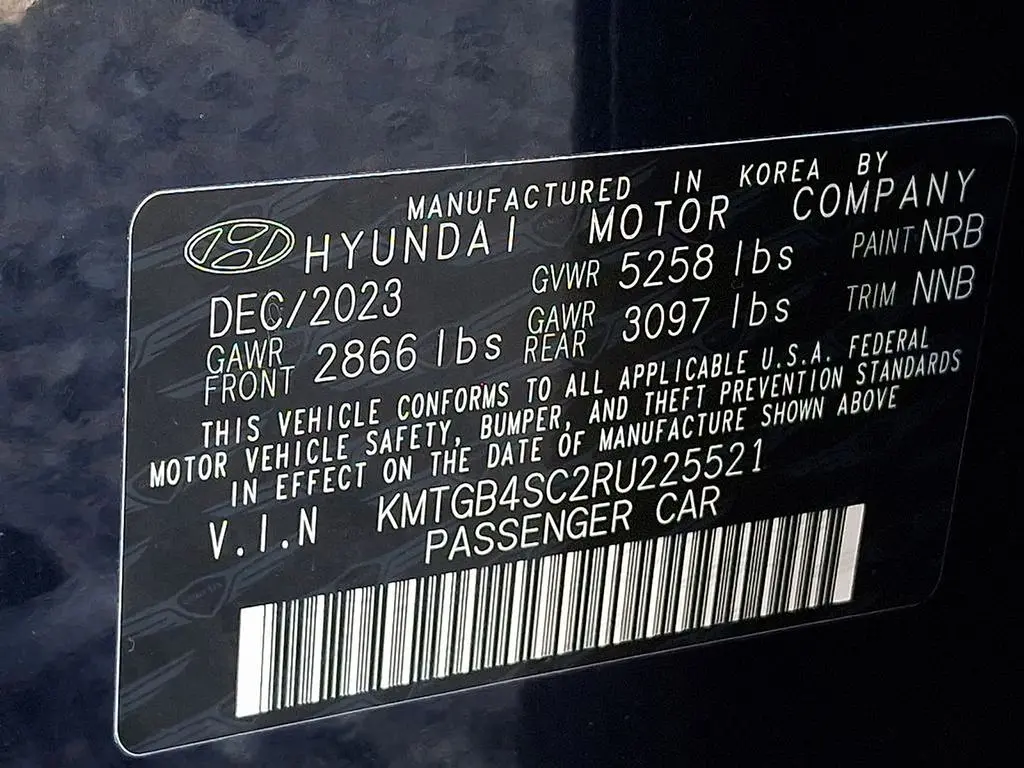 MANUFACTURED IN KOREA BY
HYUNDAI MOTOR COMPANY
DEC/2023 GVWR 5258 lbs PAINT NRB
GAWR FRONT 2866 lbs GAWR REAR 3097 lbs TRIM NNB
THIS VEHICLE CONFORMS TO ALL APPLICABLE U.S.A. FEDERAL
MOTOR VEHICLE SAFETY, BUMPER, AND THEFT PREVENTION STANDARDS
IN EFFECT ON THE DATE OF MANUFACTURE SHOWN ABOVE
V.I.N KMTGB4SC2RU225521
PASSENGER CAR